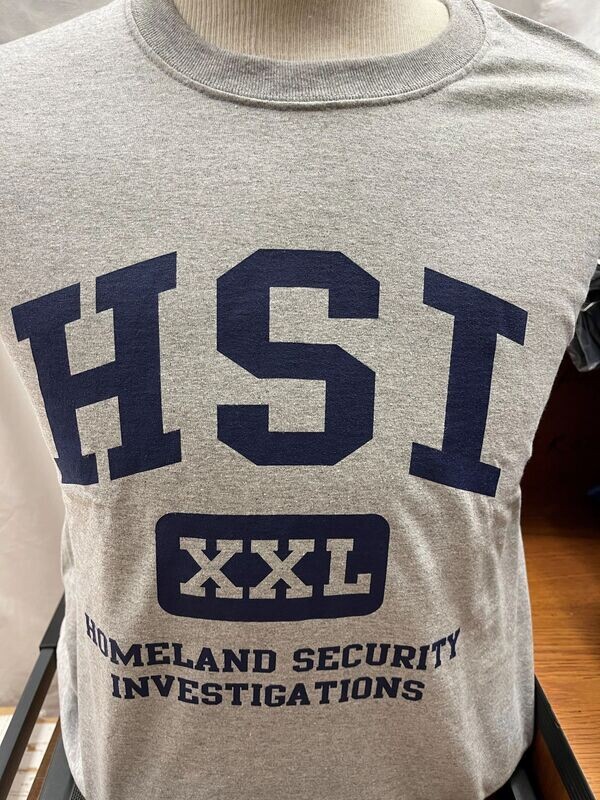 HSI
XXL
HOMELAND SECURITY
INVESTIGATIONS